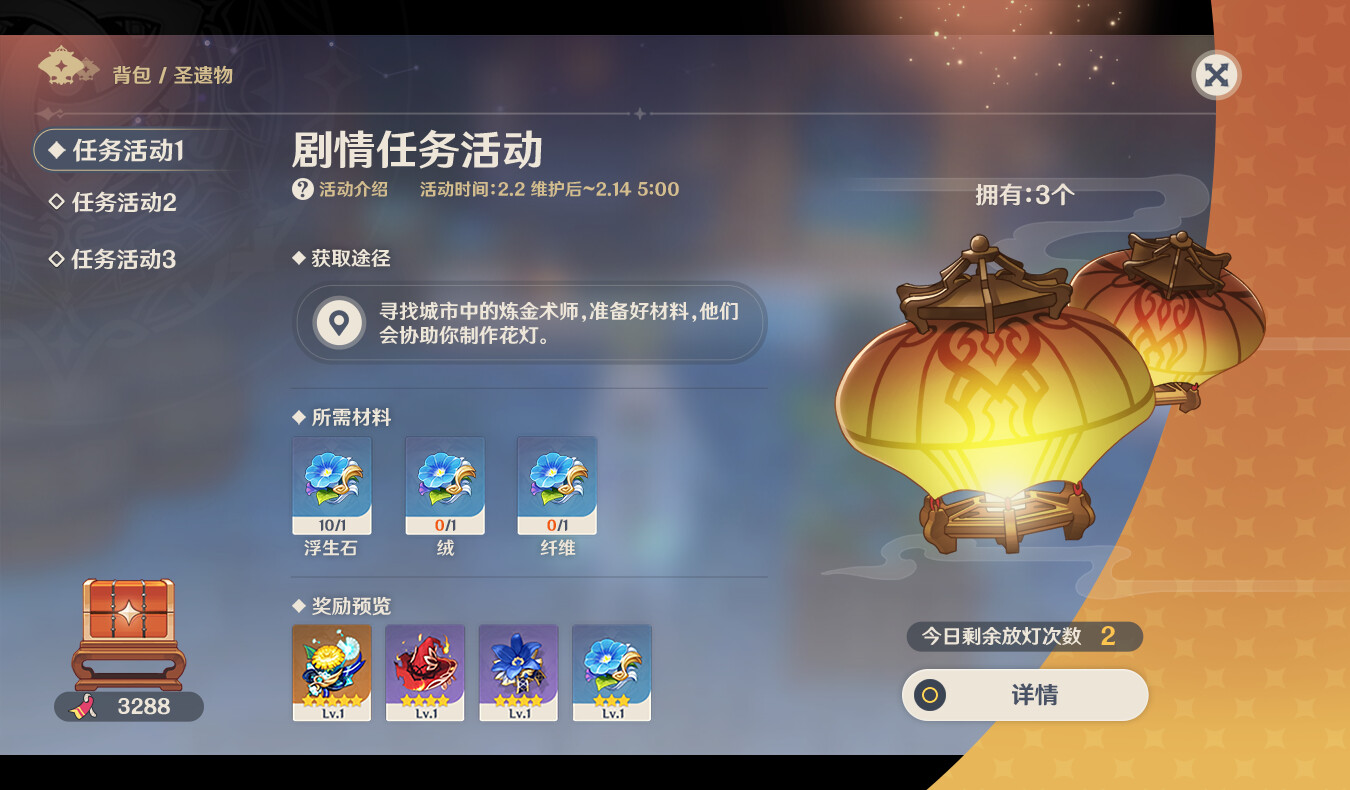 背包 / 圣遗物
任务活动1
任务活动2
任务活动3
剧情任务活动
?
活动介绍 活动时间:2.2 维护后~2.14 5:00
获取途径
寻找城市中的炼金术师,准备好材料,他们
会协助你制作花灯。
所需材料
10/1 0/1 0/1
浮生石 绒 纤维
奖励预览
Lv.1 Lv.1 Lv.1 Lv.1
3288
拥有:3个
今日剩余放灯次数 2
详情